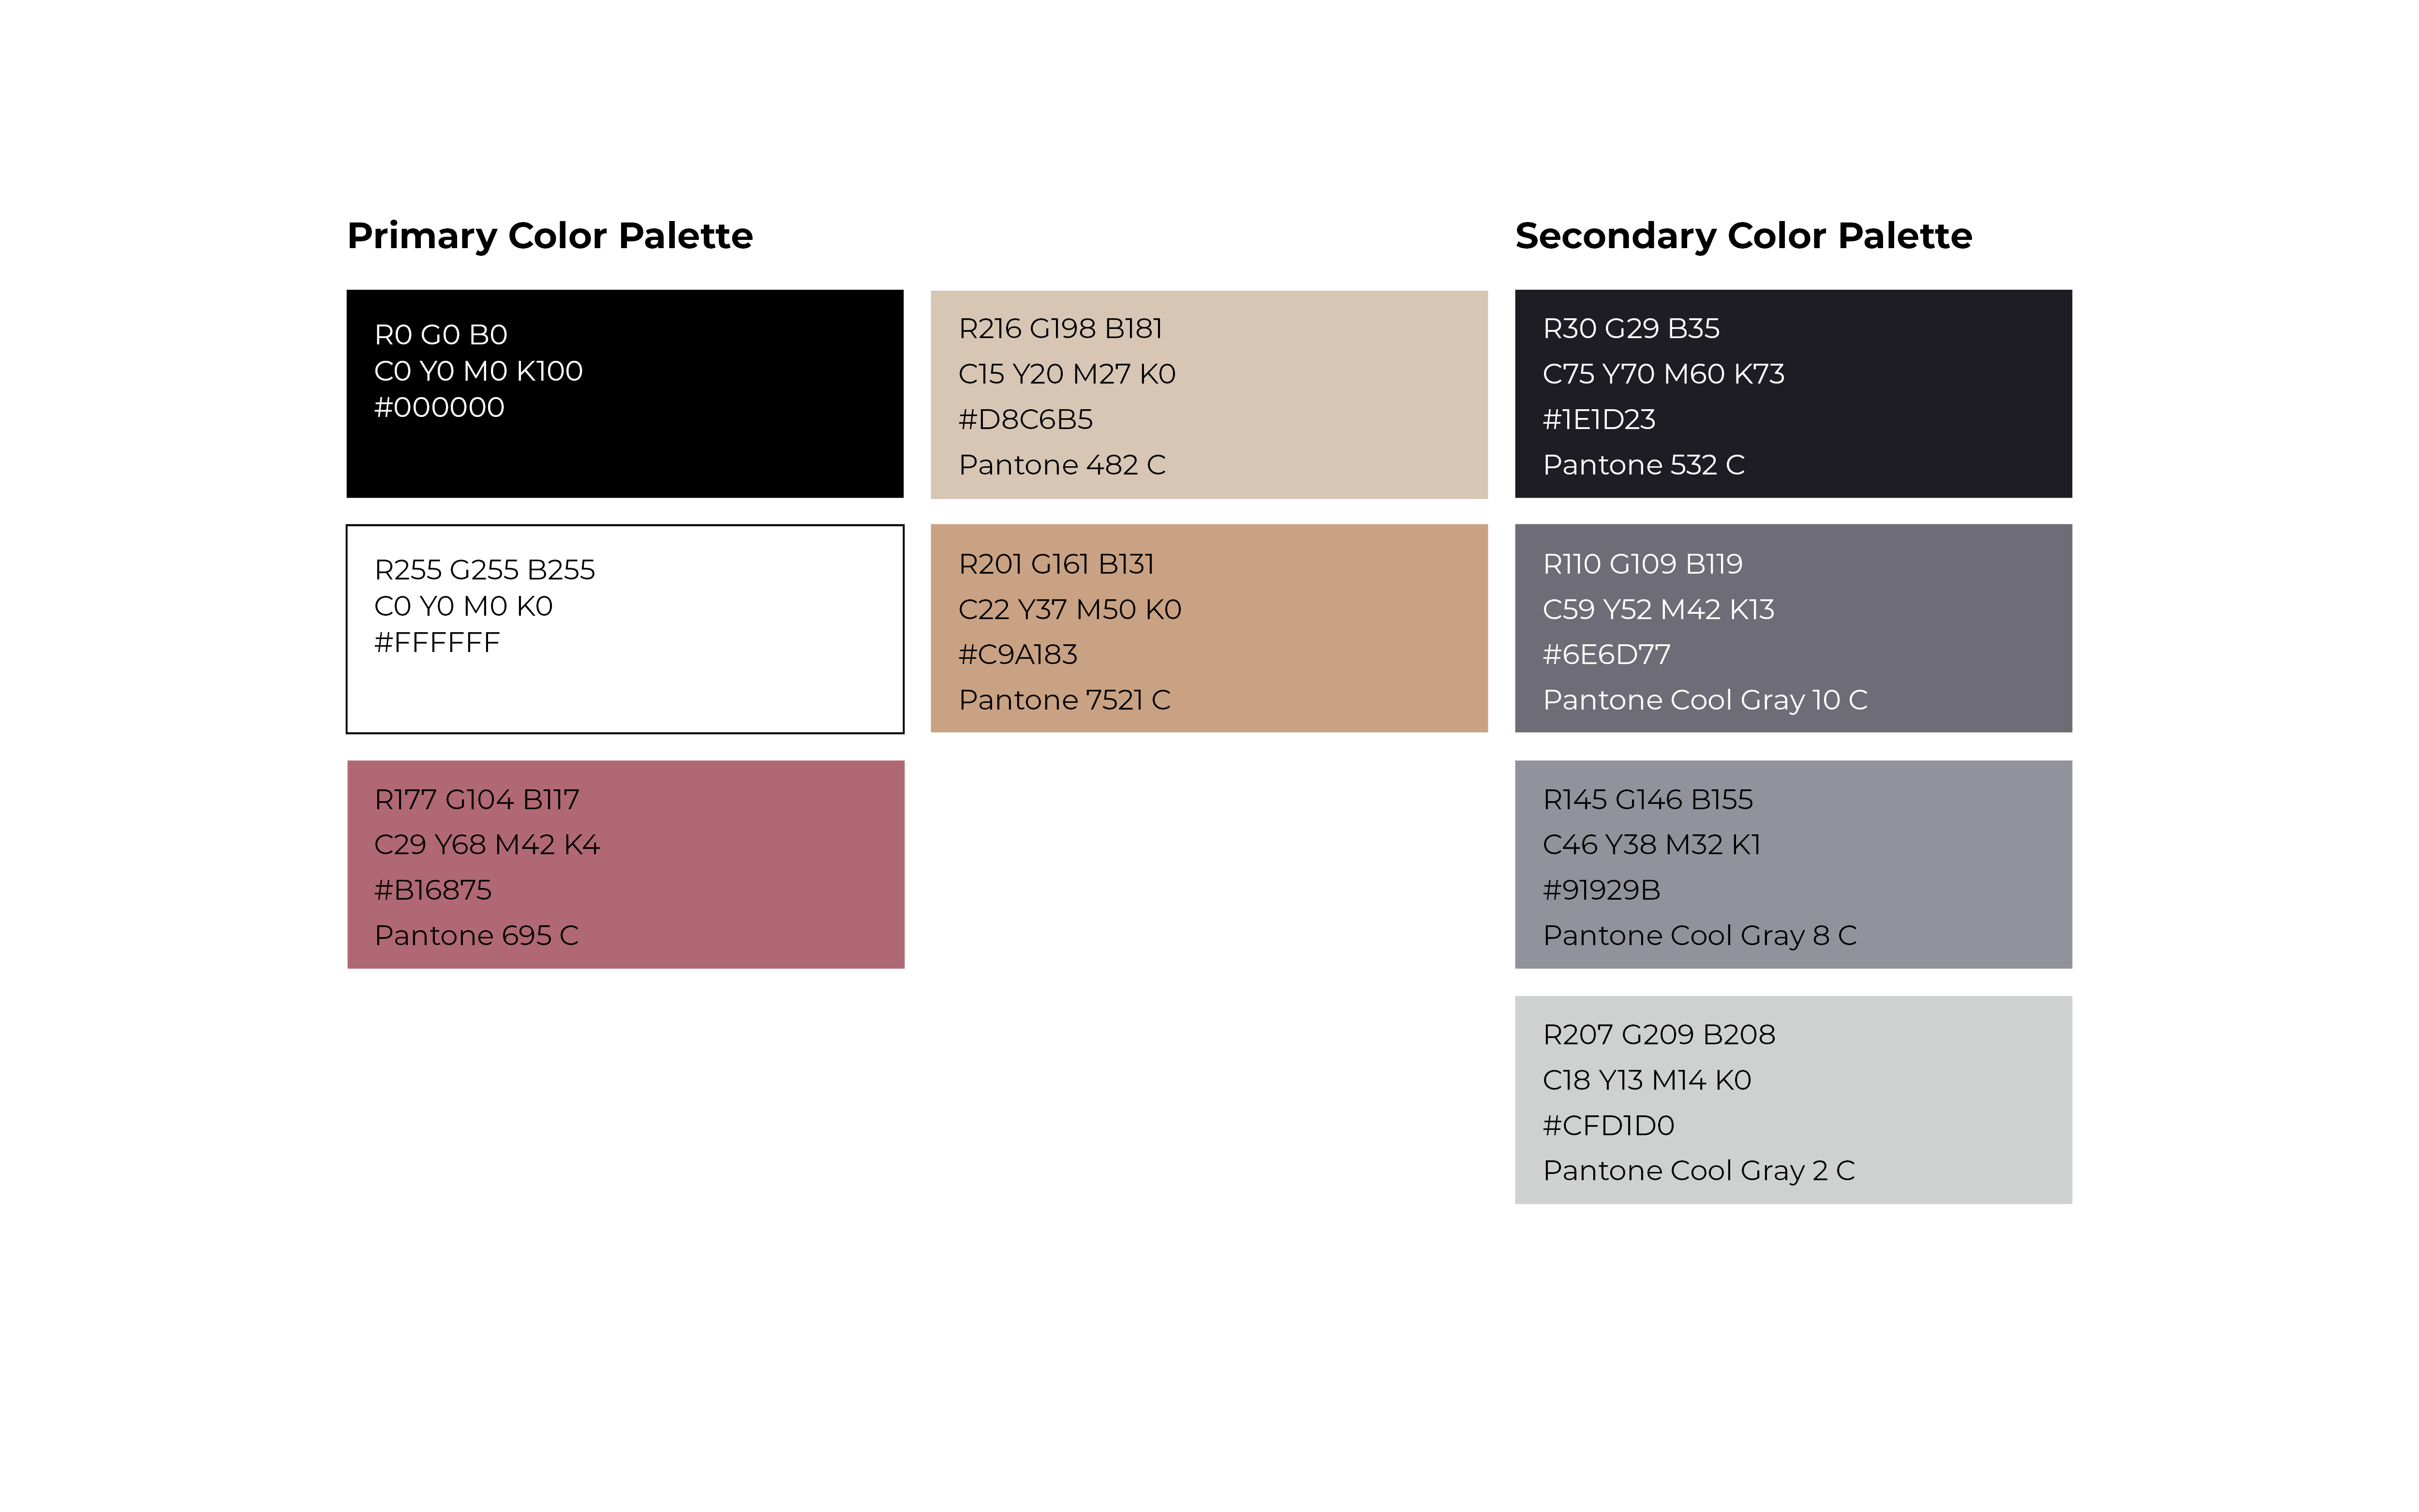 Primary Color Palette
R0 G0 B0
C0 Y0 M0 K100
#000000
R255 G255 B255
C0 Y0 M0 K0
#FFFFFF
R177 G104 B117
C29 Y68 M42 K4
#B16875
Pantone 695 C
R216 G198 B181
C15 Y20 M27 K0
#D8C6B5
Pantone 482 C
R201 G161 B131
C22 Y37 M50 K0
#C9A183
Pantone 7521 C
Secondary Color Palette
R30 G29 B35
C75 Y70 M60 K73
#1E1D23
Pantone 532 C
R110 G109 B119
C59 Y52 M42 K13
#6E6D77
Pantone Cool Gray 10 C
R145 G146 B155
C46 Y38 M32 K1
#91929B
Pantone Cool Gray 8 C
R207 G209 B208
C18 Y13 M14 K0
#CFD1D0
Pantone Cool Gray 2 C